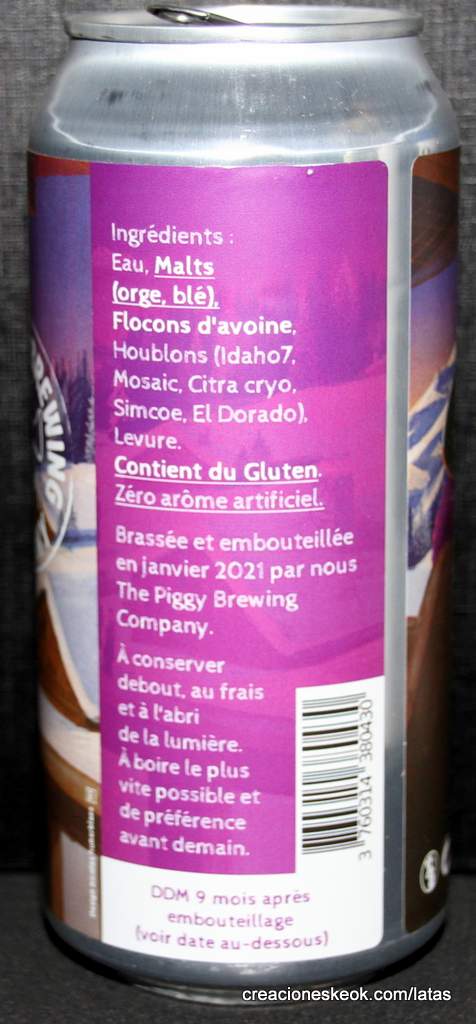 Ingrédients :
Eau, Malts
(orge, blé),
Flocons d'avoine,
Houblons (Idaho7,
Mosaic, Citra cryo,
Simcoe, El Dorado),
Levure.
Contient du Gluten.
Zéro arôme artificiel.
Brassée et embouteillée
en janvier 2021 par nous
The Piggy Brewing
Company.
À conserver
debout, au frais
et à l'abri
de la lumière.
À boire le plus
vite possible et
de préférence
avant demain.
3 760314 380430
DDM 9 mois après
embouteillage
(voir date au-dessous)
creacioneskeok.com/latas